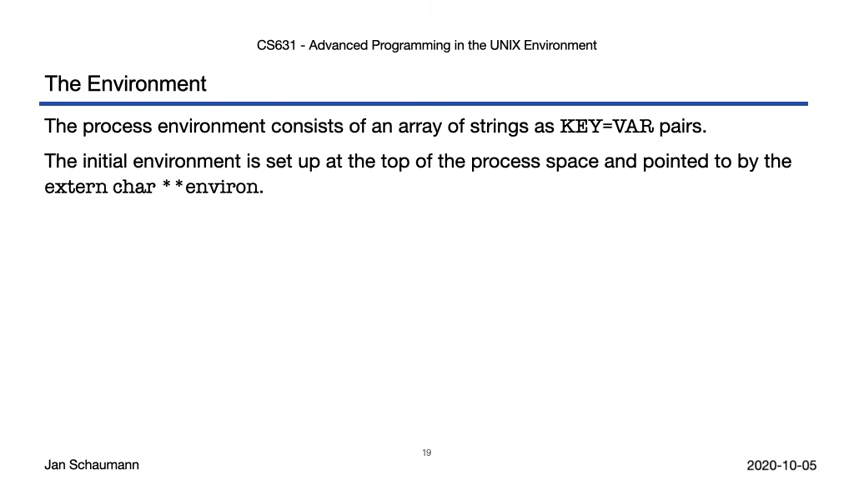 CS631 - Advanced Programming in the UNIX Environment
The Environment
The process environment consists of an array of strings as KEY=VAR pairs.
The initial environment is set up at the top of the process space and pointed to by the
extern char **environ.
19
Jan Schaumann
2020-10-05